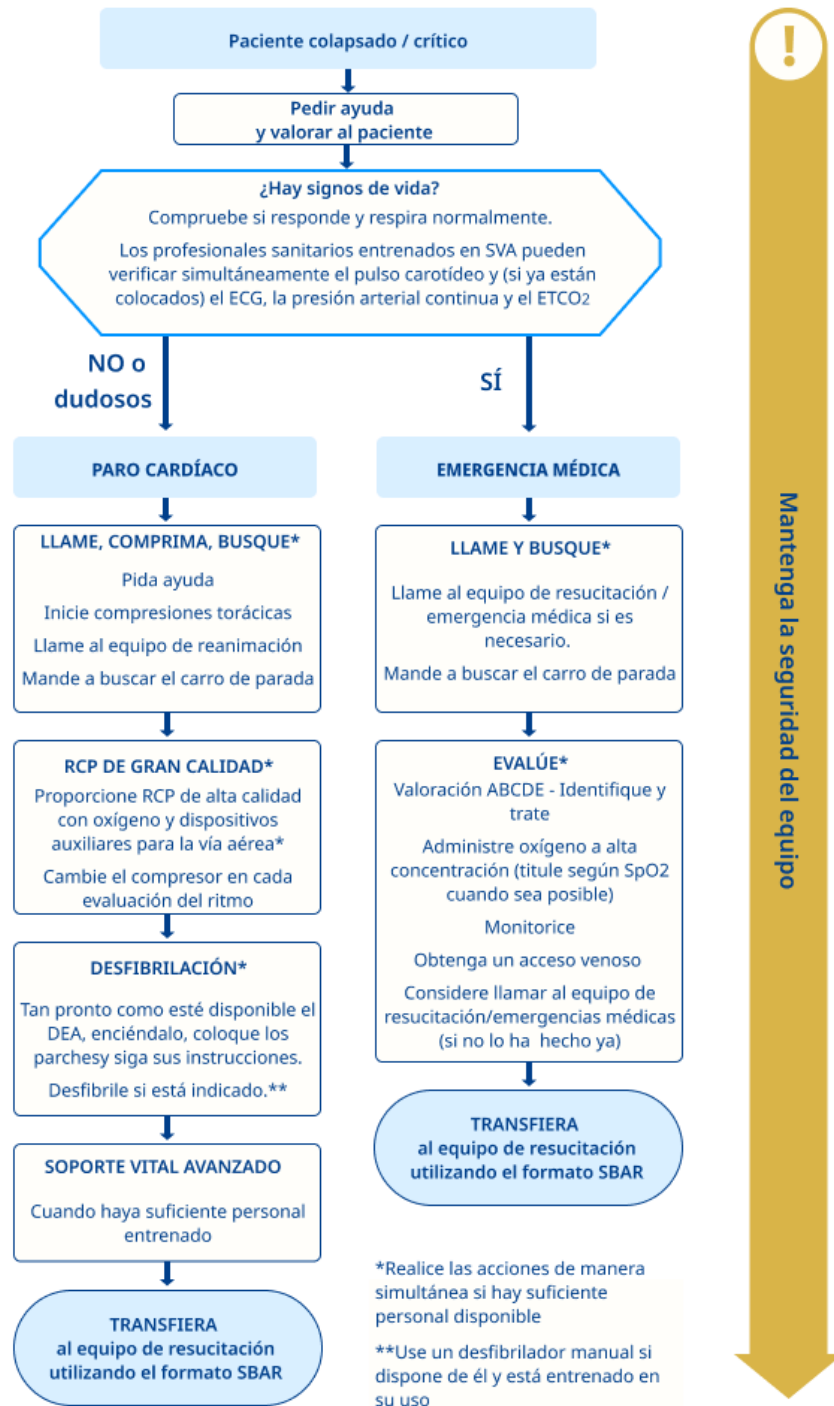 Paciente colapsado / crítico
Pedir ayuda
y valorar al paciente
¿Hay signos de vida?
Compruebe si responde y respira normalmente.
Los profesionales sanitarios entrenados en SVA pueden
verificar simultáneamente el pulso carotídeo y (si ya están
colocados) el ECG, la presión arterial continua y el ETCO2
NO o
dudosos
PARO CARDÍACO
LLAME, COMPRIMA, BUSQUE*
Pida ayuda
Inicie compresiones torácicas
Llame al equipo de reanimación
Mande a buscar el carro de parada
RCP DE GRAN CALIDAD*
Proporcione RCP de alta calidad
con oxígeno y dispositivos
auxiliares para la vía aérea*
Cambie el compresor en cada
evaluación del ritmo
DESFIBRILACIÓN*
Tan pronto como esté disponible el
DEA, enciéndalo, coloque los
parchesy siga sus instrucciones.
Desfibrile si está indicado.**
SOPORTE VITAL AVANZADO
Cuando haya suficiente personal
entrenado
TRANSFIERA
al equipo de resucitación
utilizando el formato SBAR
SÍ
EMERGENCIA MÉDICA
LLAME Y BUSQUE*
Llame al equipo de resucitación /
emergencia médica si es
necesario.
Mande a buscar el carro de parada
EVALÚE*
Valoración ABCDE - Identifique y
trate
Administre oxígeno a alta
concentración (titule según SpO2
cuando sea posible)
Monitorice
Obtenga un acceso venoso
Considere llamar al equipo de
resucitación/emergencias médicas
(si no lo ha hecho ya)
TRANSFIERA
al equipo de resucitación
utilizando el formato SBAR
*Realice las acciones de manera
simultánea si hay suficiente
personal disponible
**Use un desfibrilador manual si
dispone de él y está entrenado en
su uso
!
Mantenga la seguridad del equipo